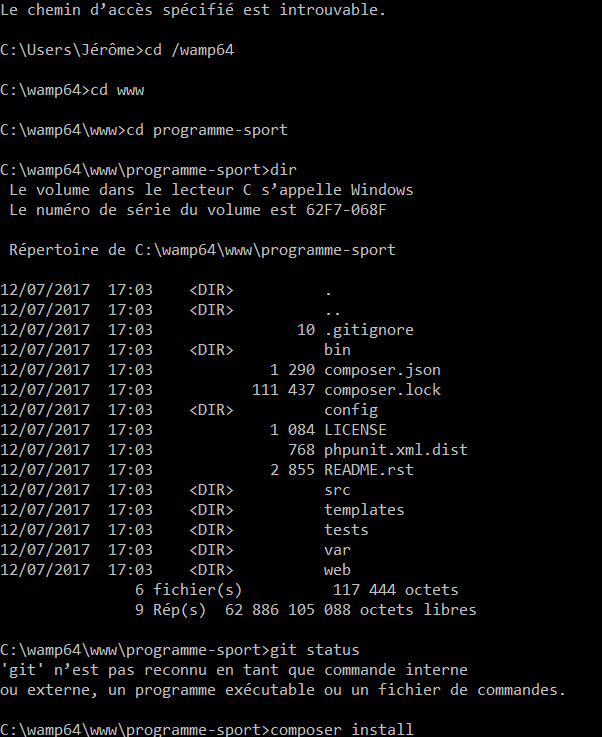 Le chemin d’accès spécifié est introuvable.
C:\Users\Jérôme>cd /wamp64
C:\wamp64>cd www
C:\wamp64\www>cd programme-sport
C:\wamp64\www\programme-sport>dir
Le volume dans le lecteur C s’appelle Windows
Le numéro de série du volume est 62F7-068F
Répertoire de C:\wamp64\www\programme-sport
12/07/2017  17:03    <DIR>          .
12/07/2017  17:03    <DIR>          ..
12/07/2017  17:03                10 .gitignore
12/07/2017  17:03    <DIR>          bin
12/07/2017  17:03             1 290 composer.json
12/07/2017  17:03           111 437 composer.lock
12/07/2017  17:03    <DIR>          config
12/07/2017  17:03             1 084 LICENSE
12/07/2017  17:03               768 phpunit.xml.dist
12/07/2017  17:03             2 855 README.rst
12/07/2017  17:03    <DIR>          src
12/07/2017  17:03    <DIR>          templates
12/07/2017  17:03    <DIR>          tests
12/07/2017  17:03    <DIR>          var
12/07/2017  17:03    <DIR>          web
6 fichier(s)          117 444 octets
9 Rép(s)  62 886 105 088 octets libres
C:\wamp64\www\programme-sport>git status
'git' n’est pas reconnu en tant que commande interne
ou externe, un programme exécutable ou un fichier de commandes.
C:\wamp64\www\programme-sport>composer install